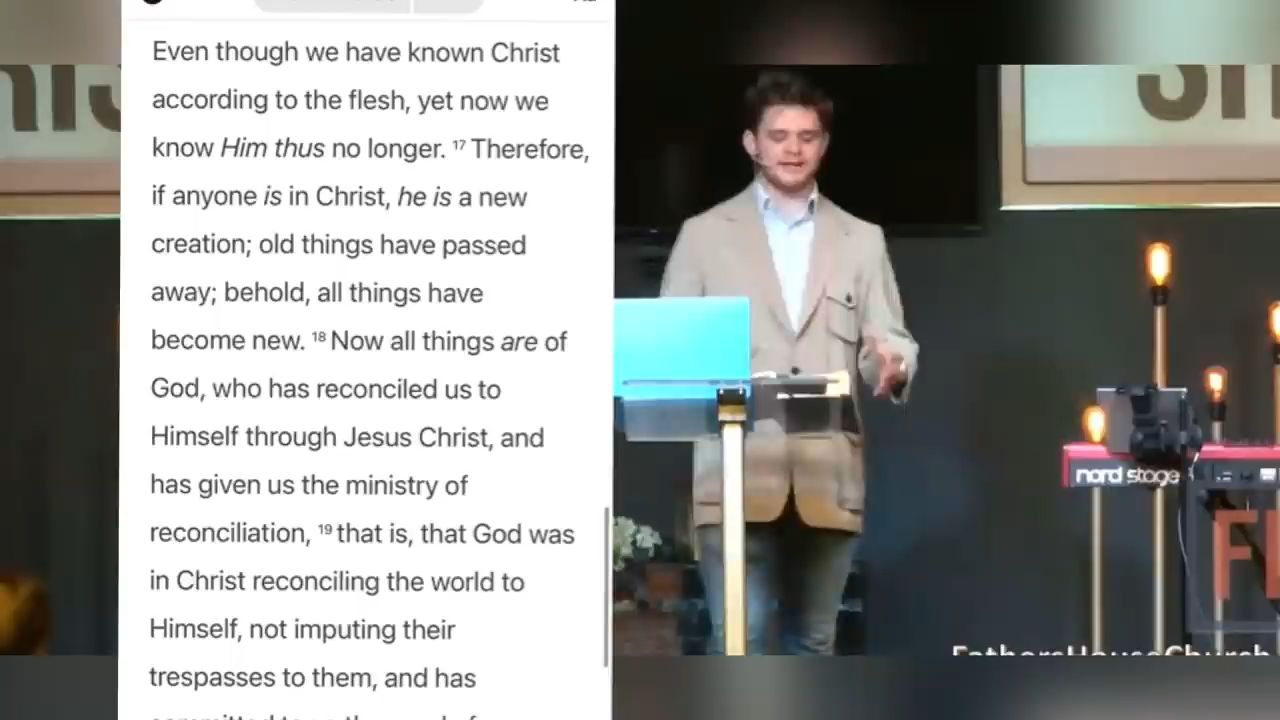 Even though we have known Christ
according to the flesh, yet now we
know Him thus no longer. 17 Therefore,
if anyone is in Christ, he is a new
creation; old things have passed
away; behold, all things have
become new. 18 Now all things are of
God, who has reconciled us to
Himself through Jesus Christ, and
has given us the ministry of
reconciliation, 19 that is, that God was
in Christ reconciling the world to
Himself, not imputing their
trespasses to them, and has
nord stage
FathersHouseChurch